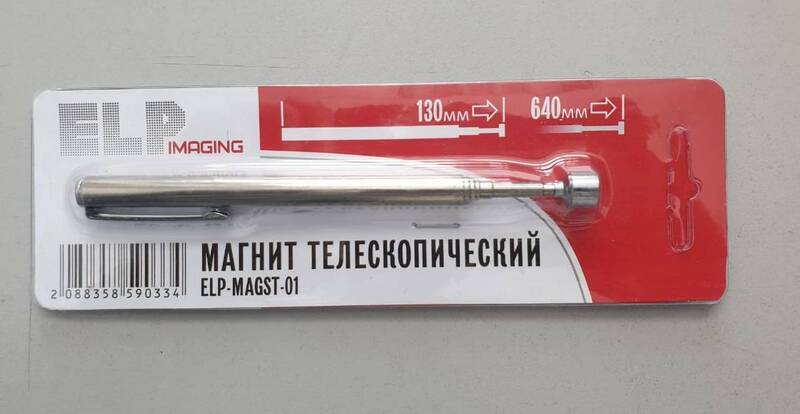 ELP
IMAGING
130мм 640мм
МАГНИТ ТЕЛЕСКОПИЧЕСКИЙ
ELP-MAGST-01
2 088358 590334